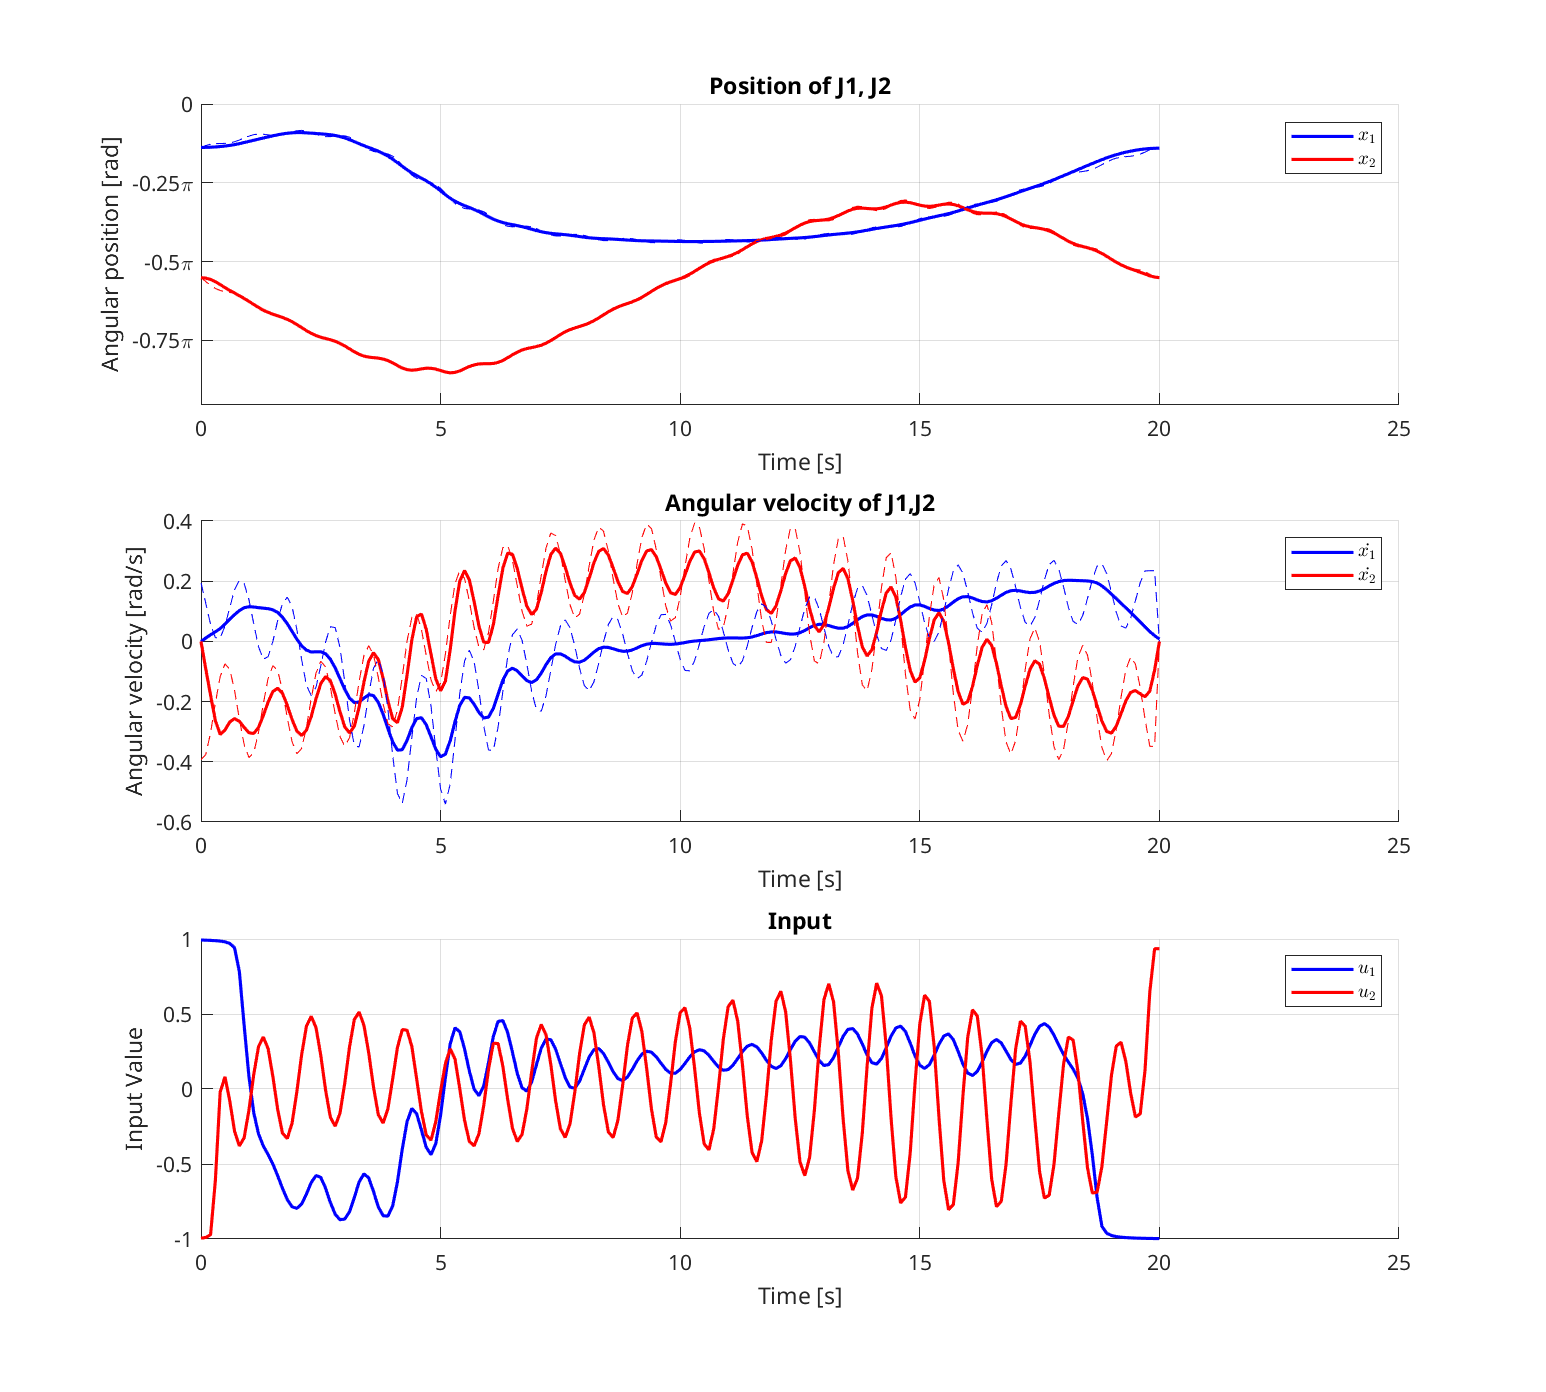 Position of J1, J2
0
-0.25π
-0.5π
-0.75π
Angular position [rad]
x₁
x₂
0 5 10 15 20 25
Time [s]
Angular velocity of J1,J2
0.4
0.2
0
-0.2
-0.4
-0.6
Angular velocity [rad/s]
ẋ₁
ẋ₂
0 5 10 15 20 25
Time [s]
Input
1
0.5
0
-0.5
-1
Input Value
u₁
u₂
0 5 10 15 20 25
Time [s]